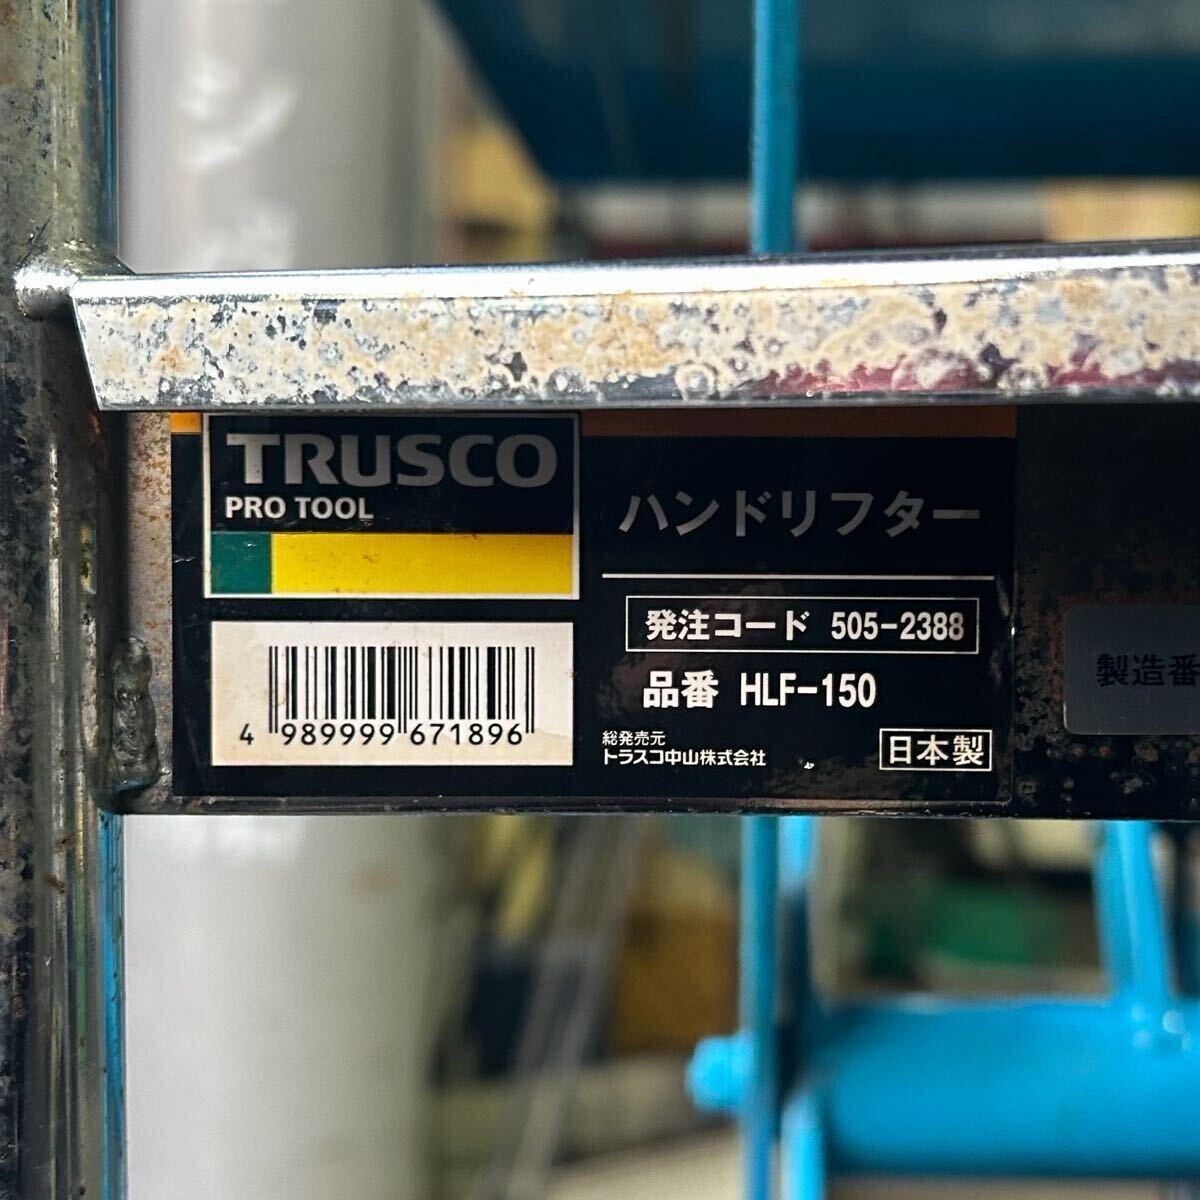 TRUSCO
PRO TOOL
ハンドリフター
発注コード 505-2388
品番 HLF-150
4 989999 671896
総発売元
トラスコ中山株式会社
日本製
製造番